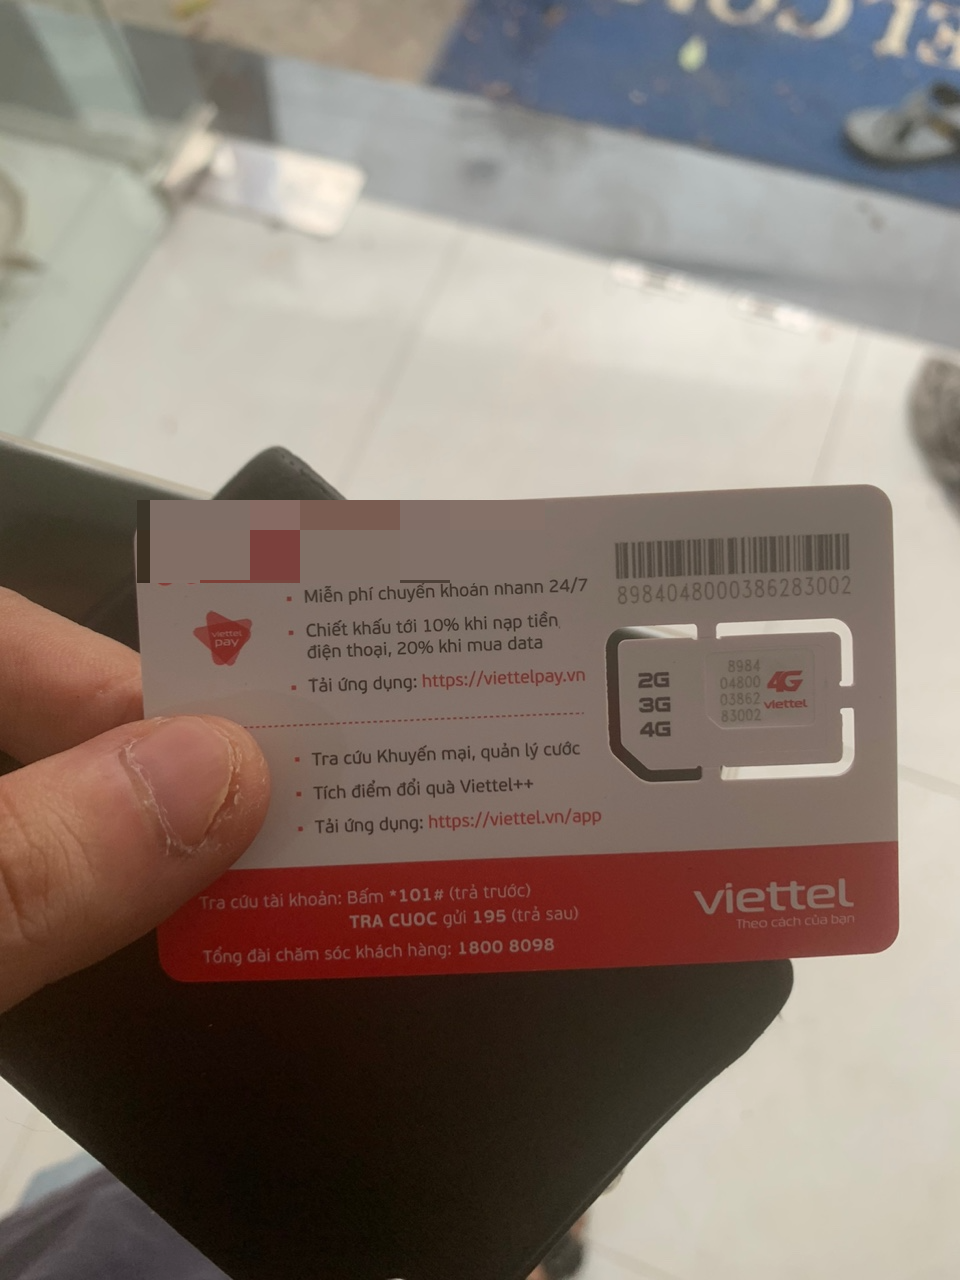 ELCOM
8984048000386283002
Miễn phí chuyển khoản nhanh 24/7
viettel
pay
Chiết khấu tới 10% khi nạp tiền
điện thoại, 20% khi mua data
Tải ứng dụng: https://viettelpay.vn
2G
3G
4G
8984
04800
03862
83002
4G
viettel
Tra cứu Khuyến mại, quản lý cước
Tích điểm đổi quà Viettel++
Tải ứng dụng: https://viettel.vn/app
Tra cứu tài khoản: Bấm *101# (trả trước)
TRA CUOC gửi 195 (trả sau)
Tổng đài chăm sóc khách hàng: 1800 8098
viettel
Theo cách của bạn